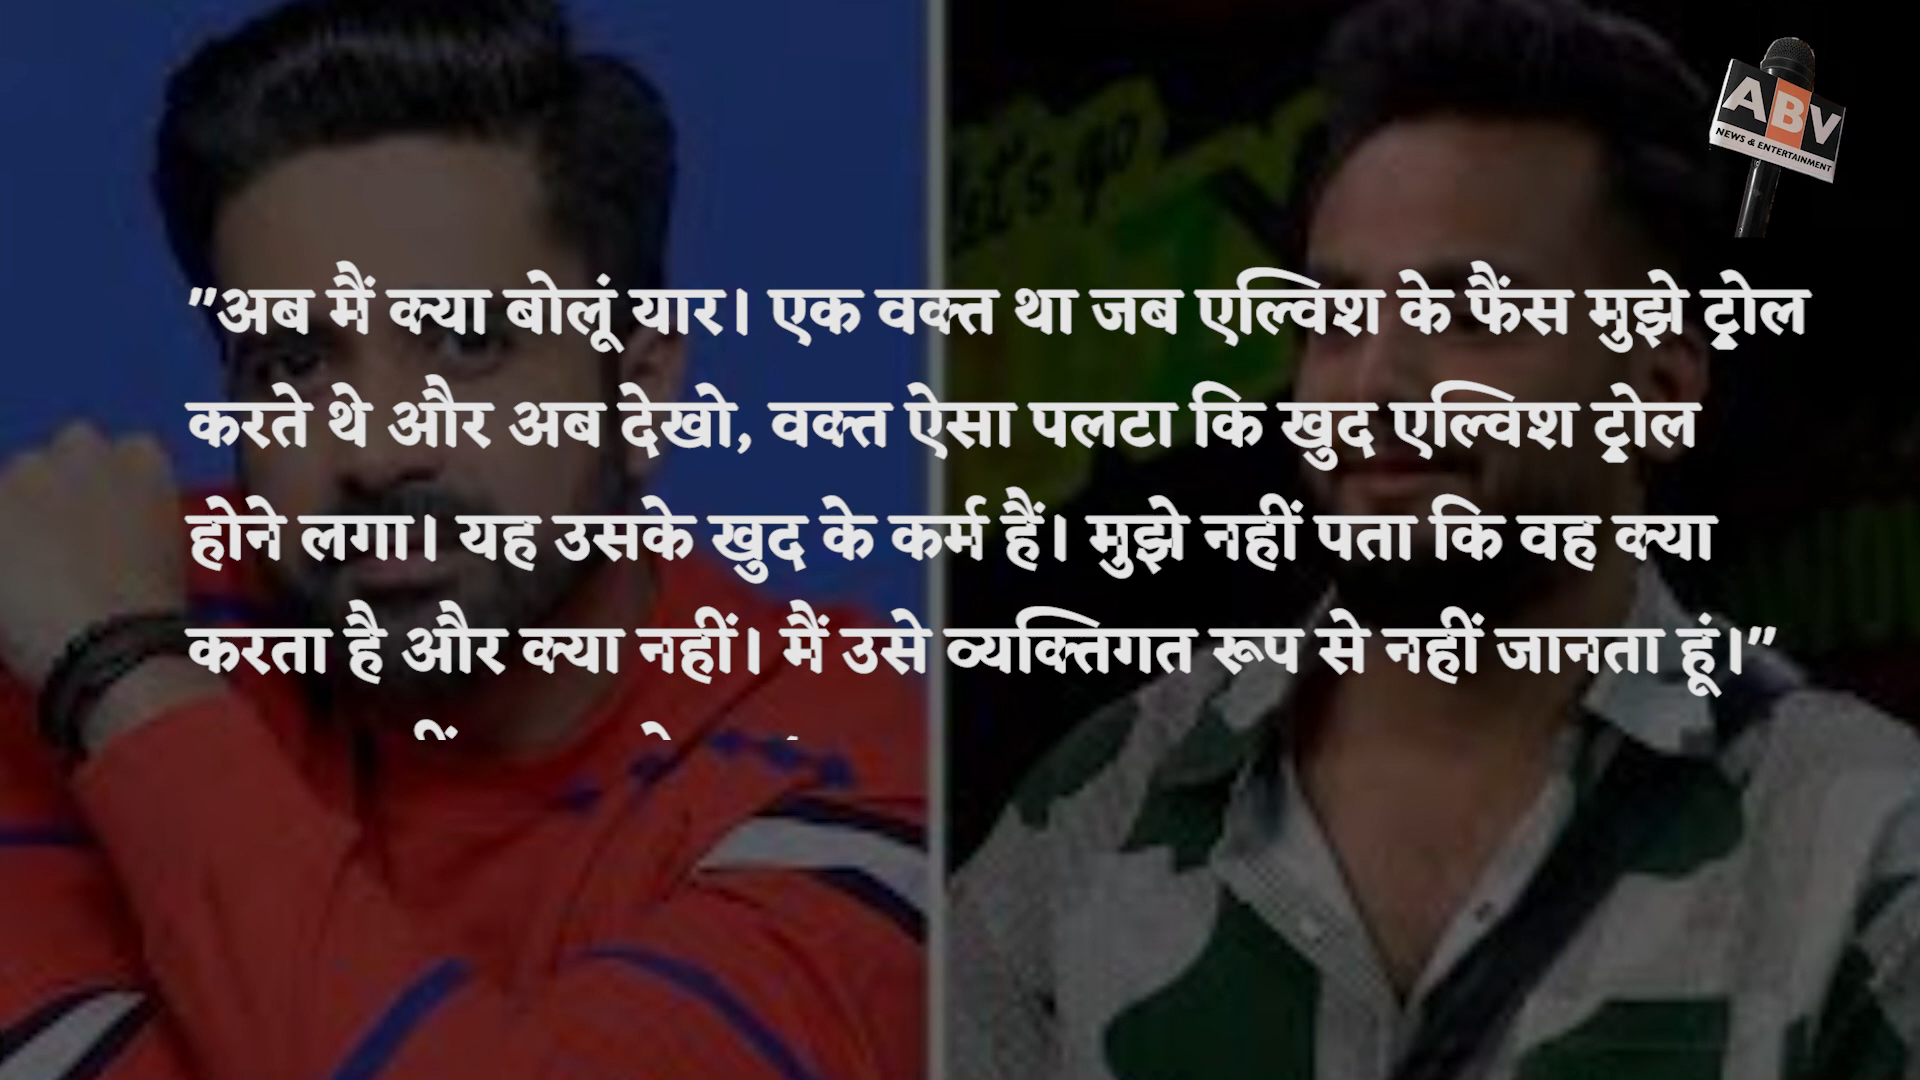 "अब मैं क्या बोलूं यार। एक वक्त था जब एल्विश के फैंस मुझे ट्रोल
करते थे और अब देखो, वक्त ऐसा पलटा कि खुद एल्विश ट्रोल
होने लगा। यह उसके खुद के कर्म हैं। मुझे नहीं पता कि वह क्या
करता है और क्या नहीं। मैं उसे व्यक्तिगत रूप से नहीं जानता हूं।”
ABV
NEWS & ENTERTAINMENT